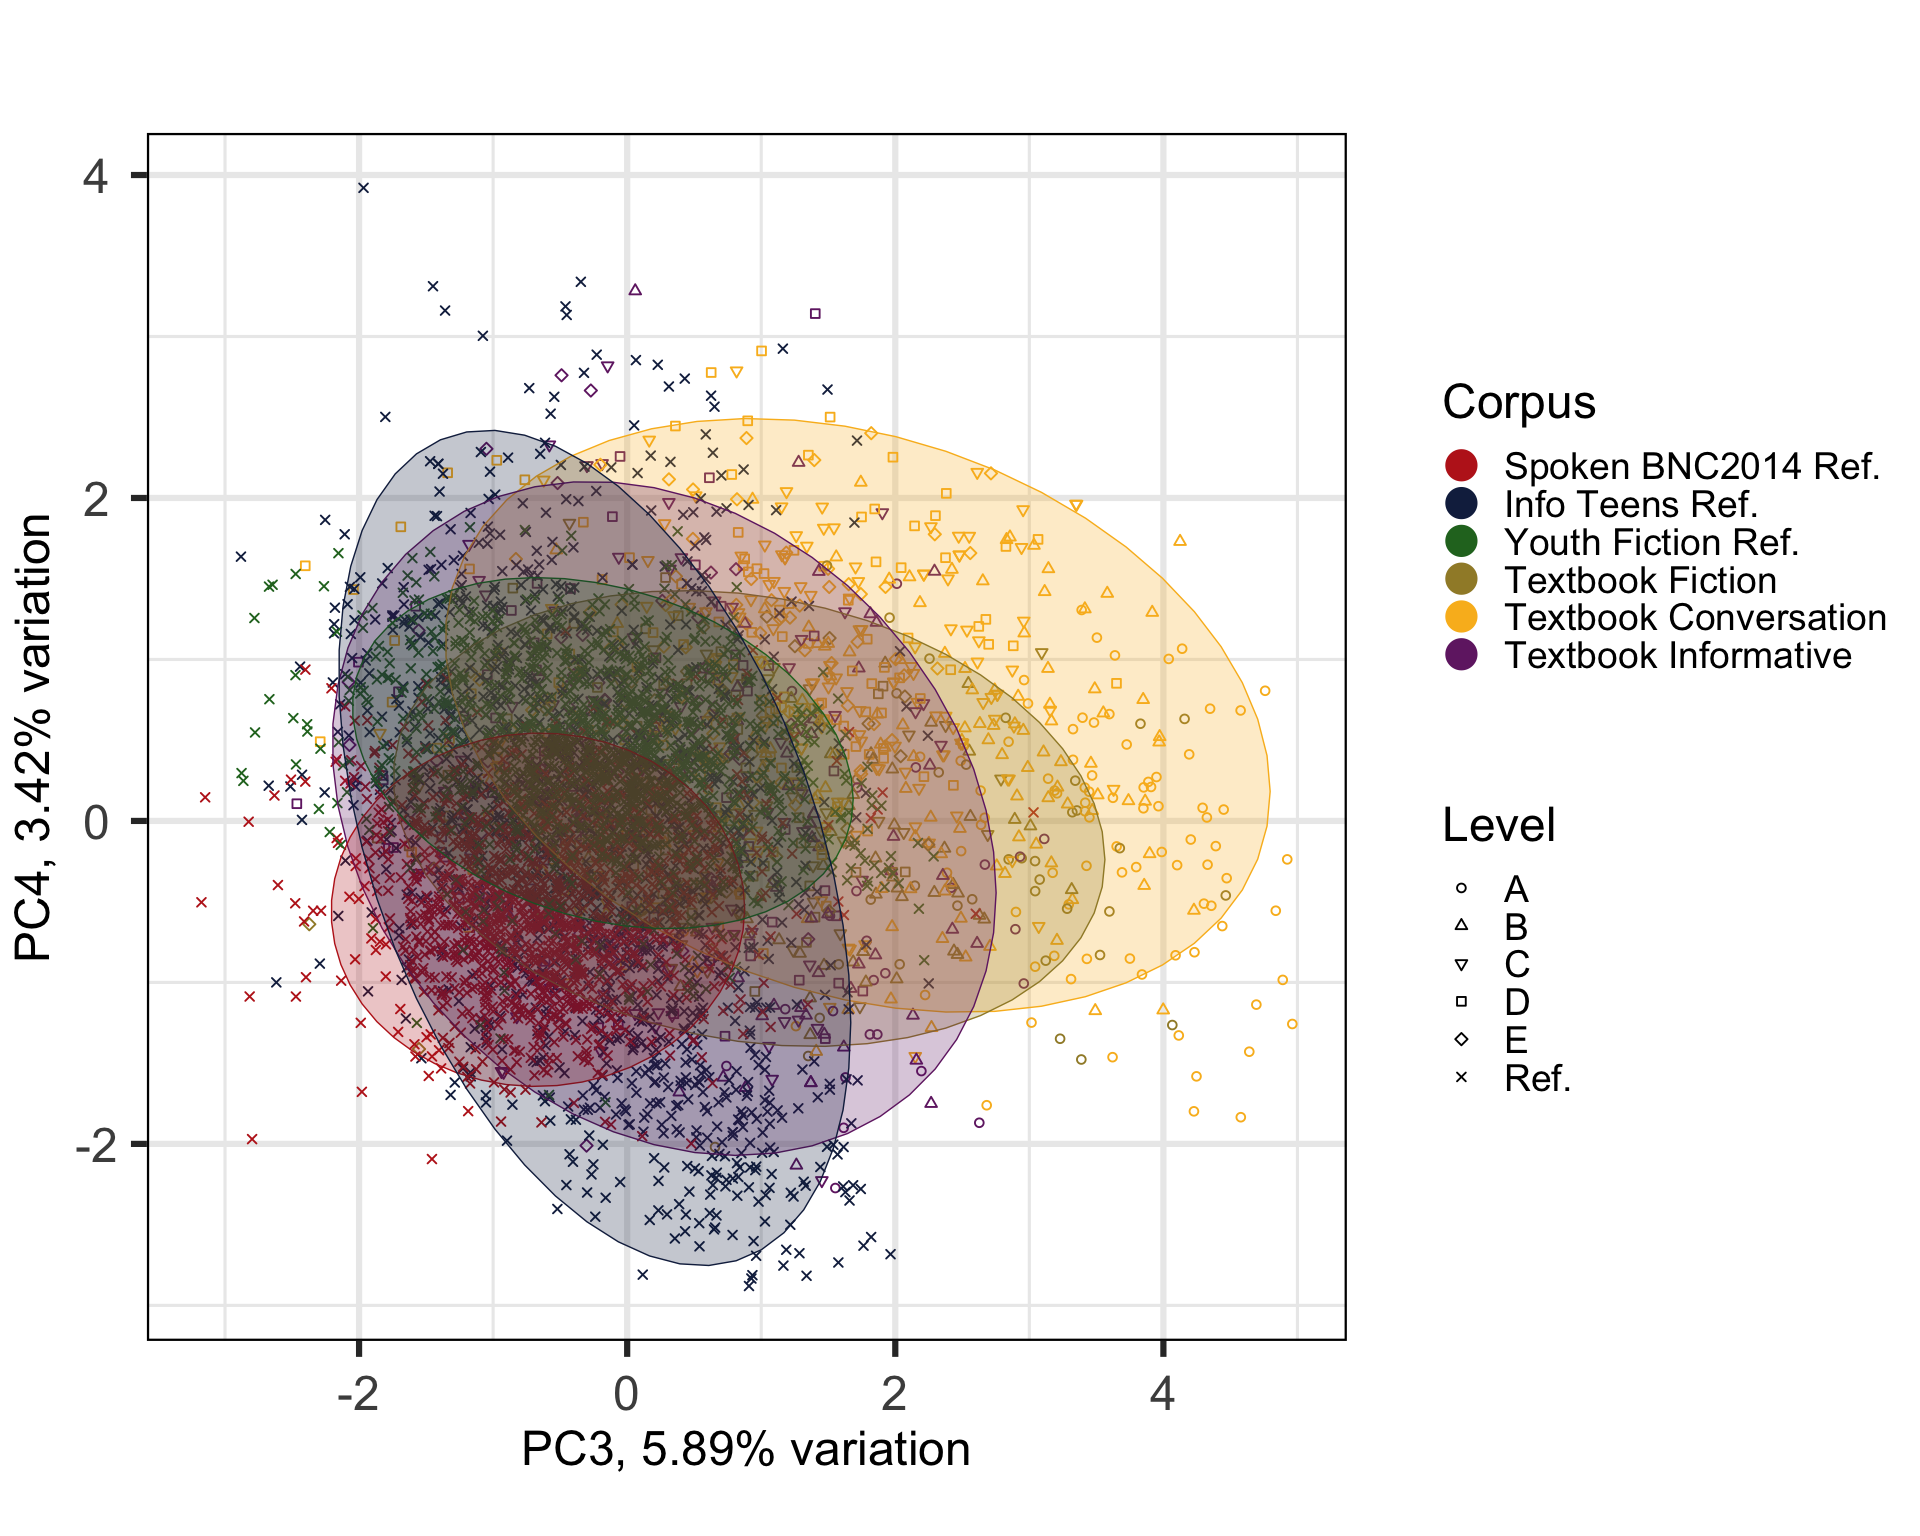 4
2
0
-2
PC4, 3.42% variation
-2 0 2 4
PC3, 5.89% variation
Corpus
Spoken BNC2014 Ref.
Info Teens Ref.
Youth Fiction Ref.
Textbook Fiction
Textbook Conversation
Textbook Informative
Level
A
B
C
D
E
Ref.